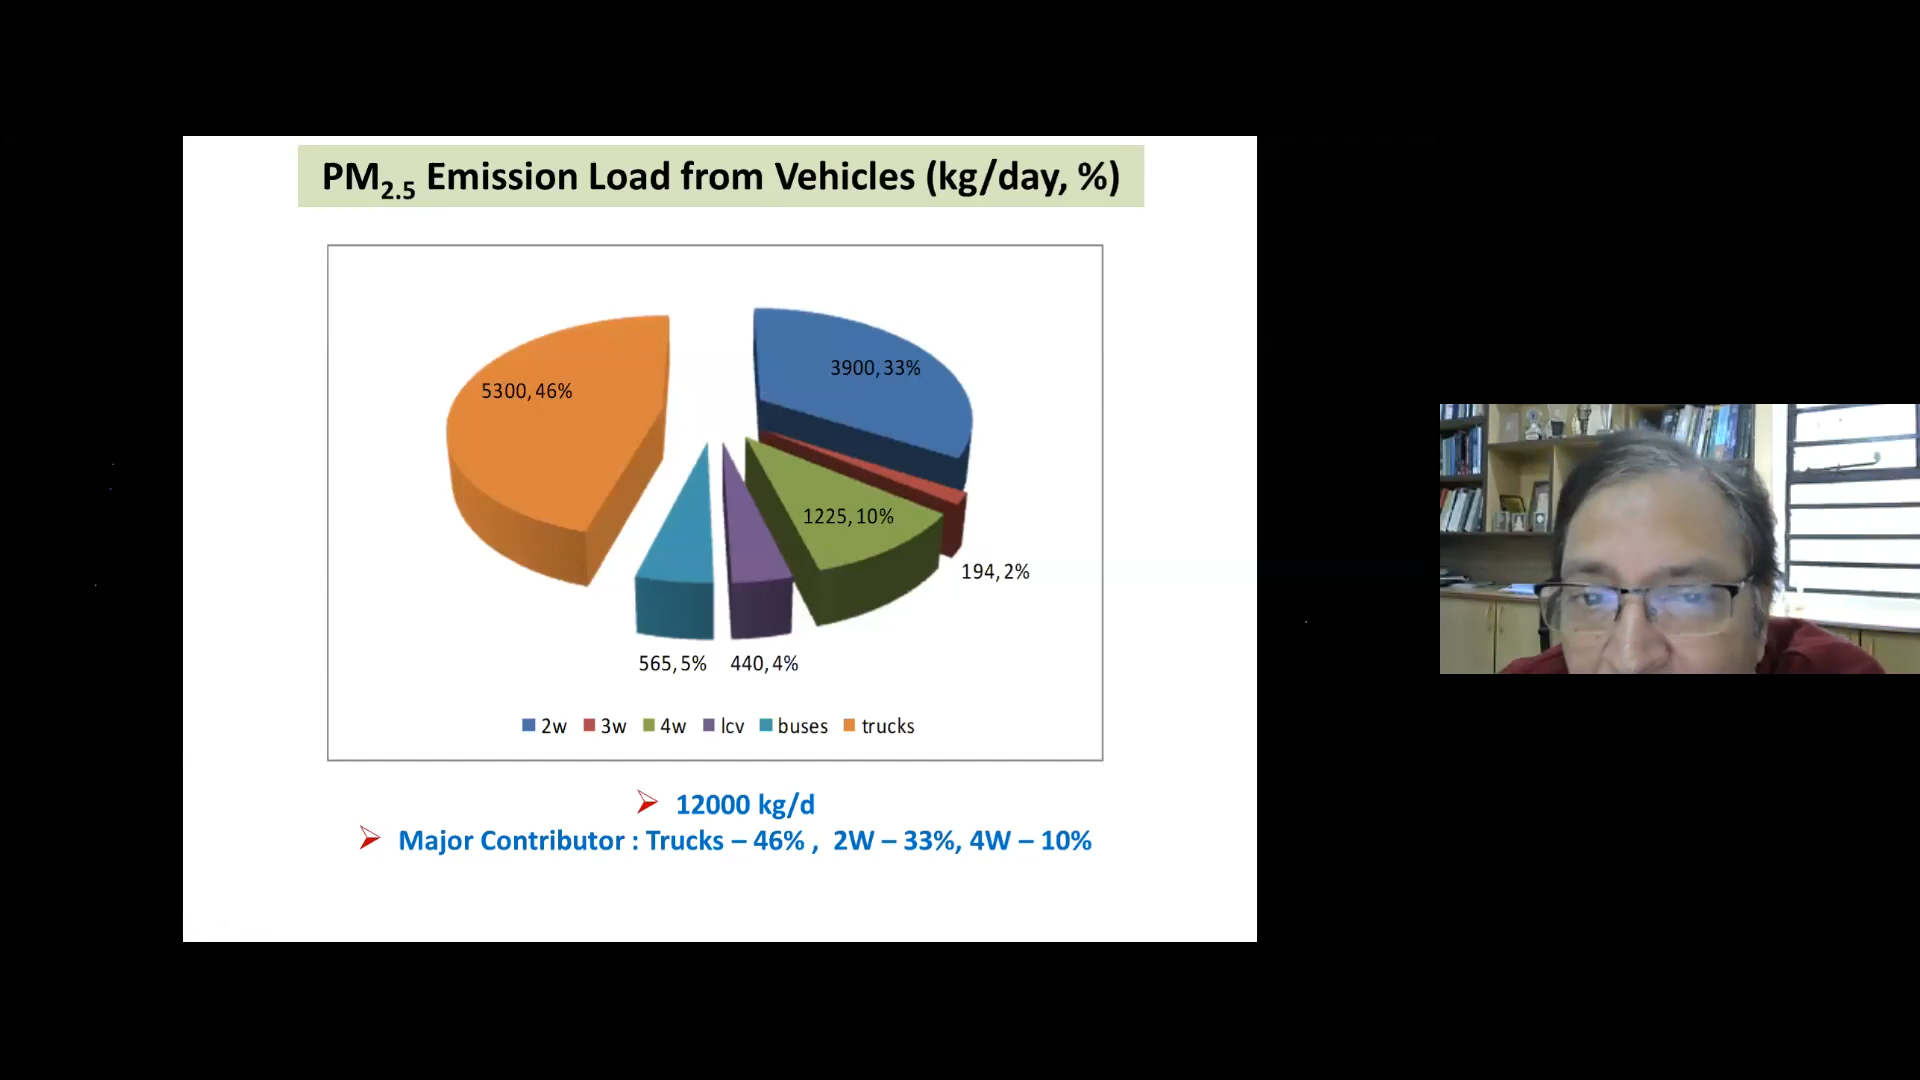 PM2.5 Emission Load from Vehicles (kg/day, %)
3900, 33%
5300, 46%
1225, 10%
194, 2%
565, 5%
440, 4%
2w 3w 4w lcv buses trucks
12000 kg/d
Major Contributor : Trucks – 46% , 2W – 33%, 4W – 10%